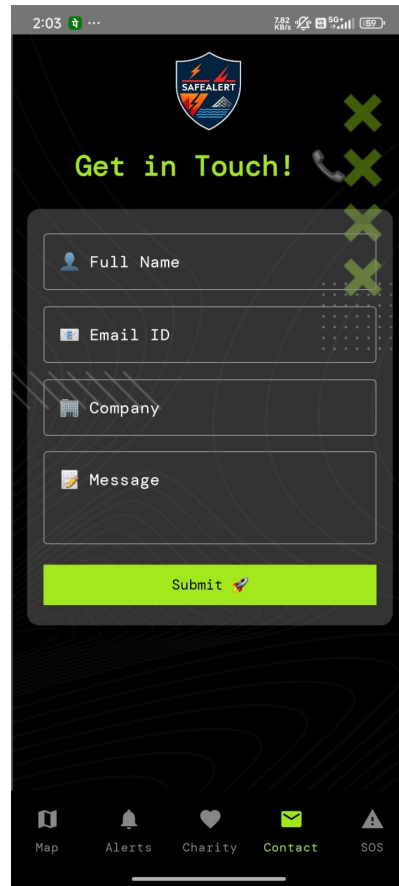 2:03 पे ...
7.82 KB/s 5G+ 59
SAFEALERT
Get in Touch! 📞
👤 Full Name
📧 Email ID
🏢 Company
📝 Message
Submit 🚀
Map Alerts Charity Contact SOS